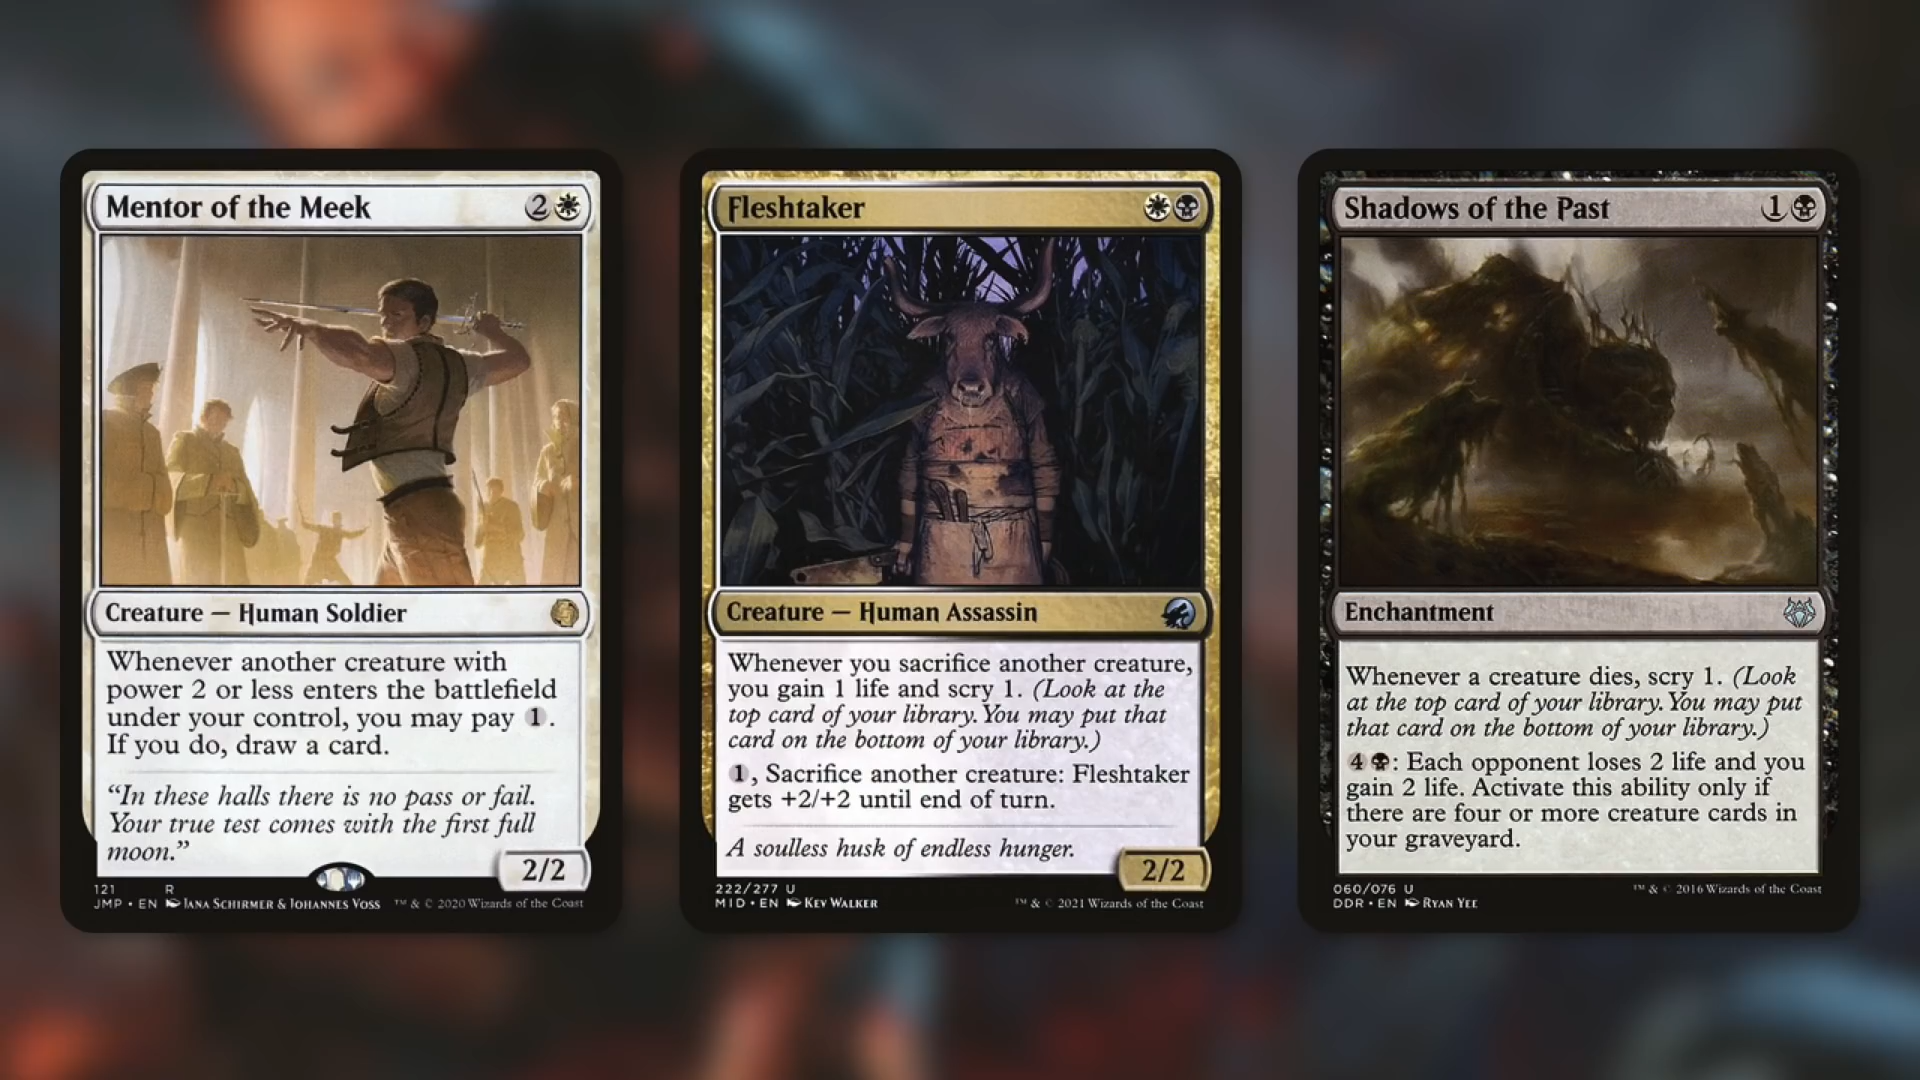 Mentor of the Meek 2
Creature — Human Soldier
Whenever another creature with
power 2 or less enters the battlefield
under your control, you may pay 1.
If you do, draw a card.
“In these halls there is no pass or fail.
Your true test comes with the first full
moon.”
2/2
121 R
JMP • EN Jana Schirmer & Johannes Voss ™ & © 2020 Wizards of the Coast
Fleshtaker
Creature — Human Assassin
Whenever you sacrifice another creature,
you gain 1 life and scry 1. (Look at the
top card of your library. You may put that
card on the bottom of your library.)
1, Sacrifice another creature: Fleshtaker
gets +2/+2 until end of turn.
A soulless husk of endless hunger.
2/2
222/277 U
MID • EN Kev Walker ™ & © 2021 Wizards of the Coast
Shadows of the Past 1
Enchantment
Whenever a creature dies, scry 1. (Look
at the top card of your library. You may put
that card on the bottom of your library.)
4: Each opponent loses 2 life and you
gain 2 life. Activate this ability only if
there are four or more creature cards in
your graveyard.
060/076 U
DDR • EN Ryan Yee ™ & © 2016 Wizards of the Coast